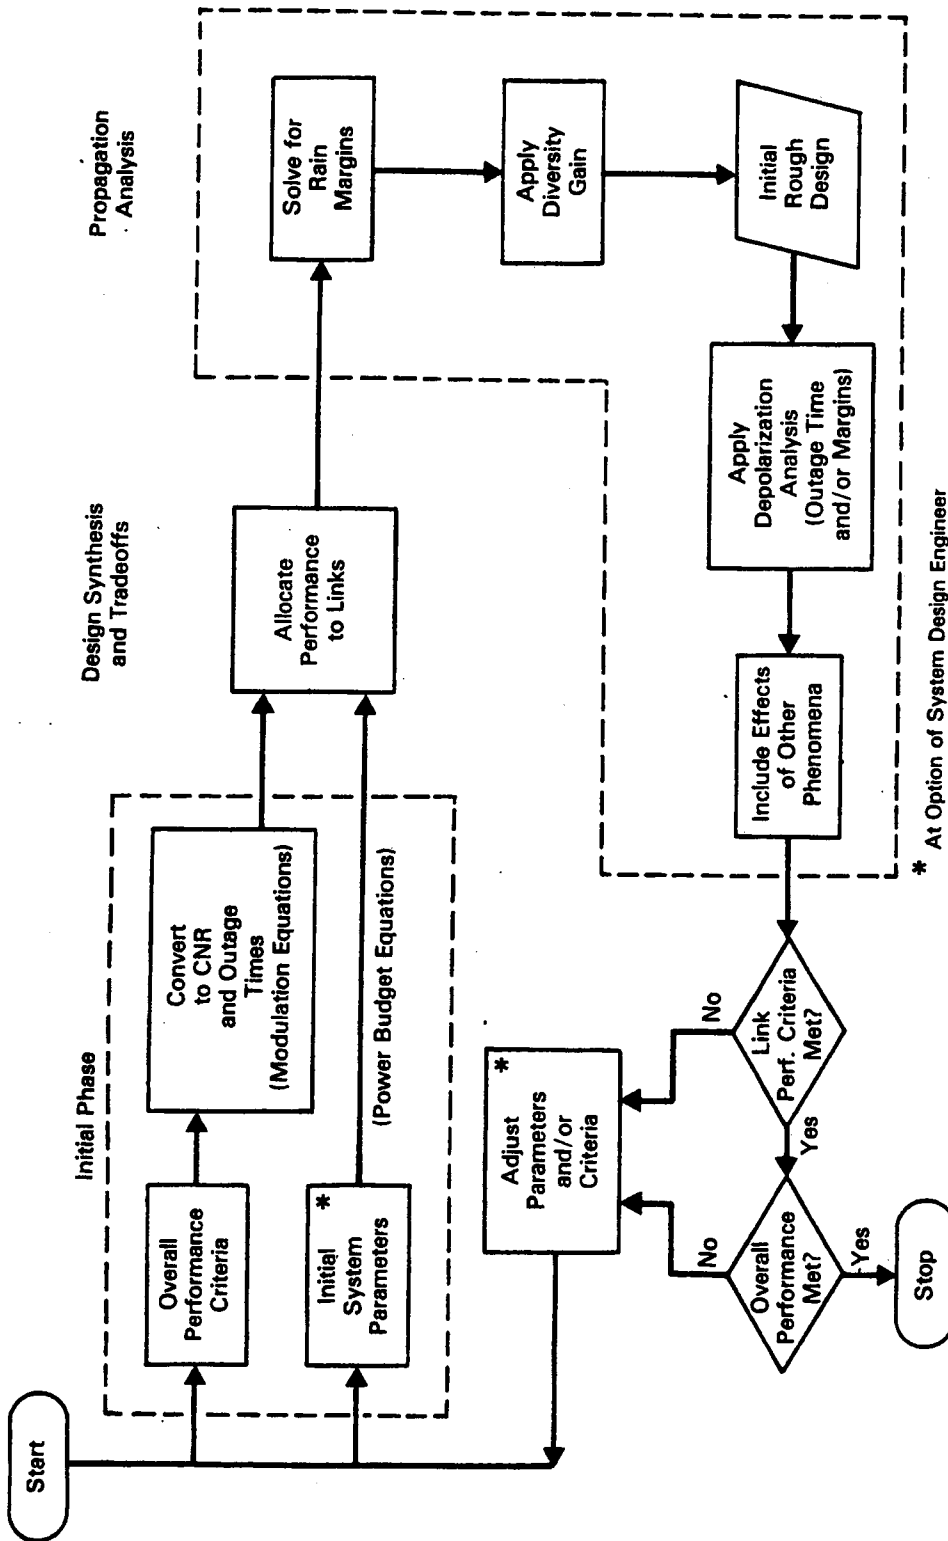 Start
Initial Phase
Overall
Performance
Criteria
Convert
to CNR
and Outage
Times
(Modulation Equations)
*
Initial
System
Parameters
(Power Budget Equations)
Design Synthesis
and Tradeoffs
Allocate
Performance
to Links
Propagation
Analysis
Solve for
Rain
Margins
Apply
Diversity
Gain
Initial
Rough
Design
Apply
Depolarization
Analysis
(Outage Time
and/or Margins)
Include Effects
of Other
Phenomena
Link
Perf. Criteria
Met?
No
Yes
Overall
Performance
Met?
No
Yes
*
Adjust
Parameters
and/or
Criteria
Stop
* At Option of System Design Engineer